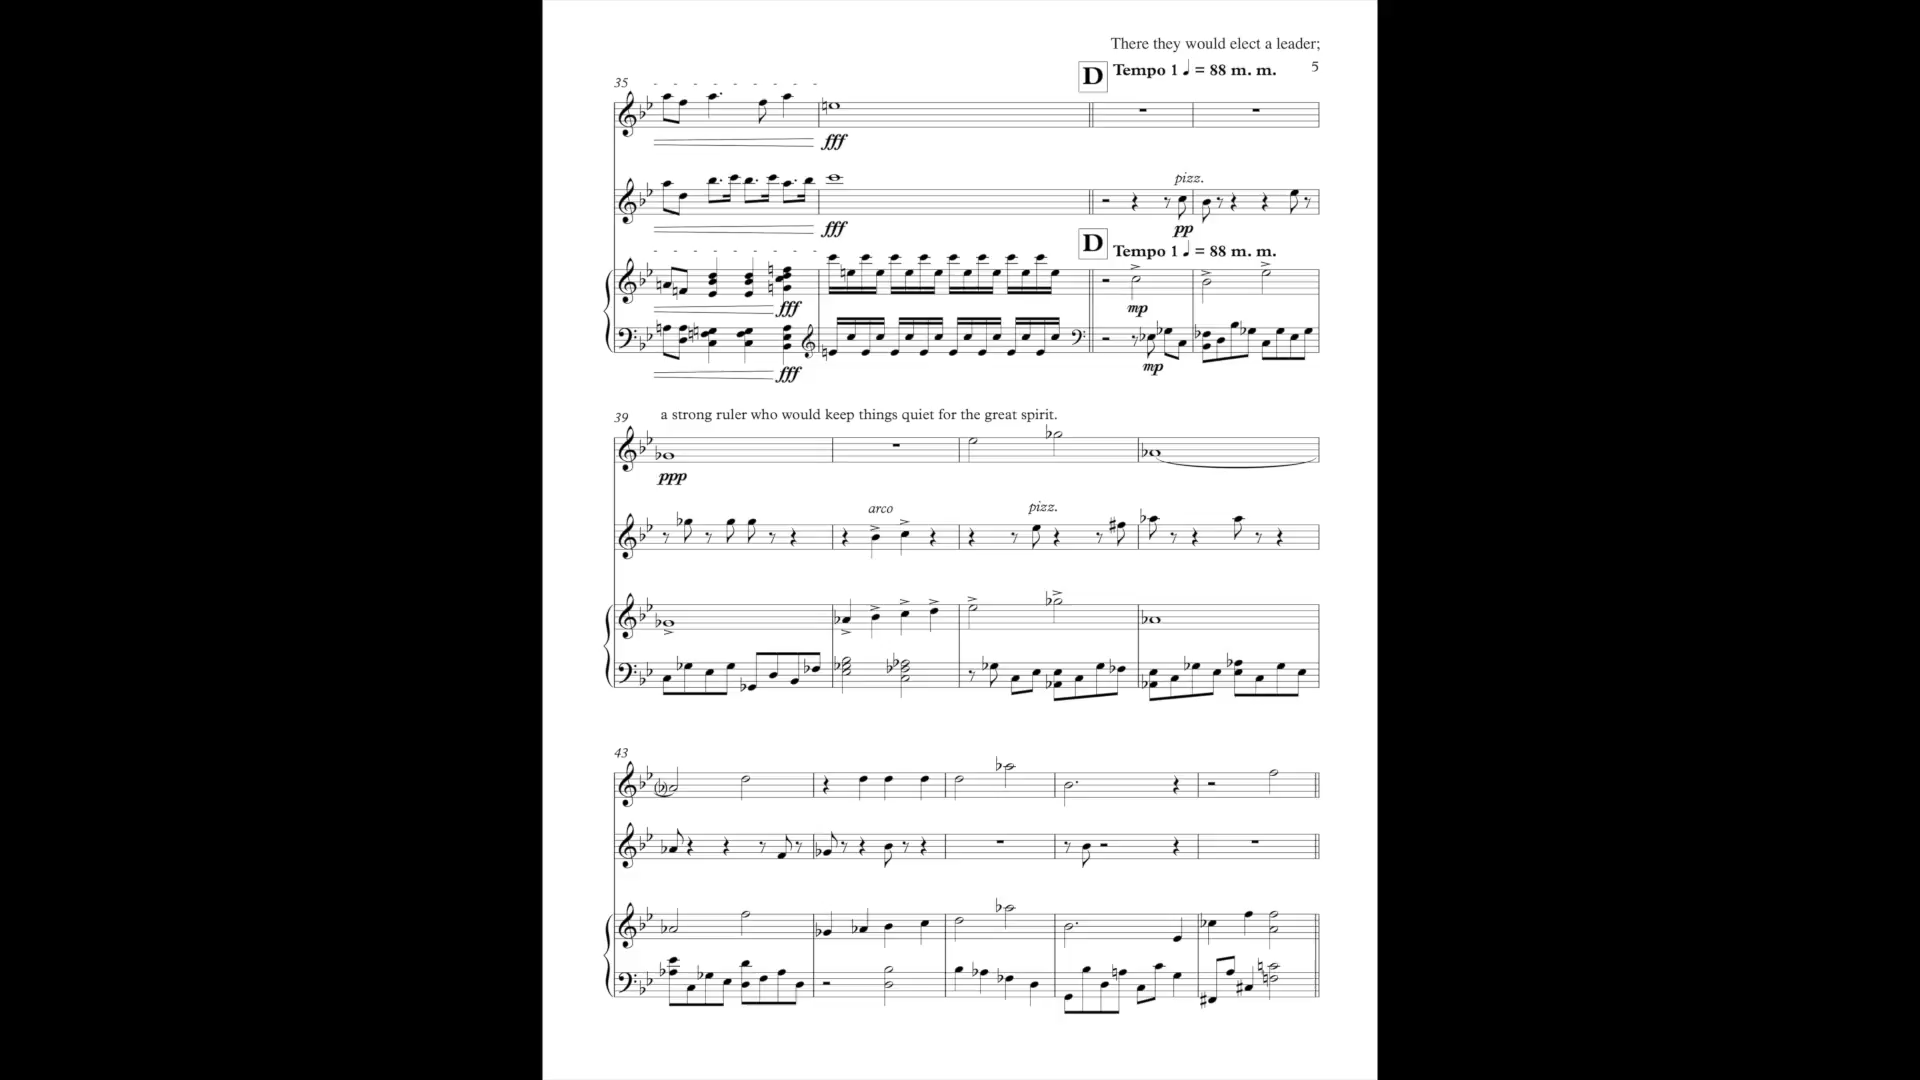 There they would elect a leader;
D Tempo 1 ♩ = 88 m. m. 5
35
fff
pizz.
fff pp
D Tempo 1 ♩ = 88 m. m.
fff mp
fff mp
39 a strong ruler who would keep things quiet for the great spirit.
ppp
arco pizz.
43